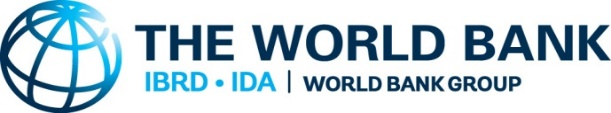 THE WORLD BANK
IBRD • IDA | WORLD BANK GROUP